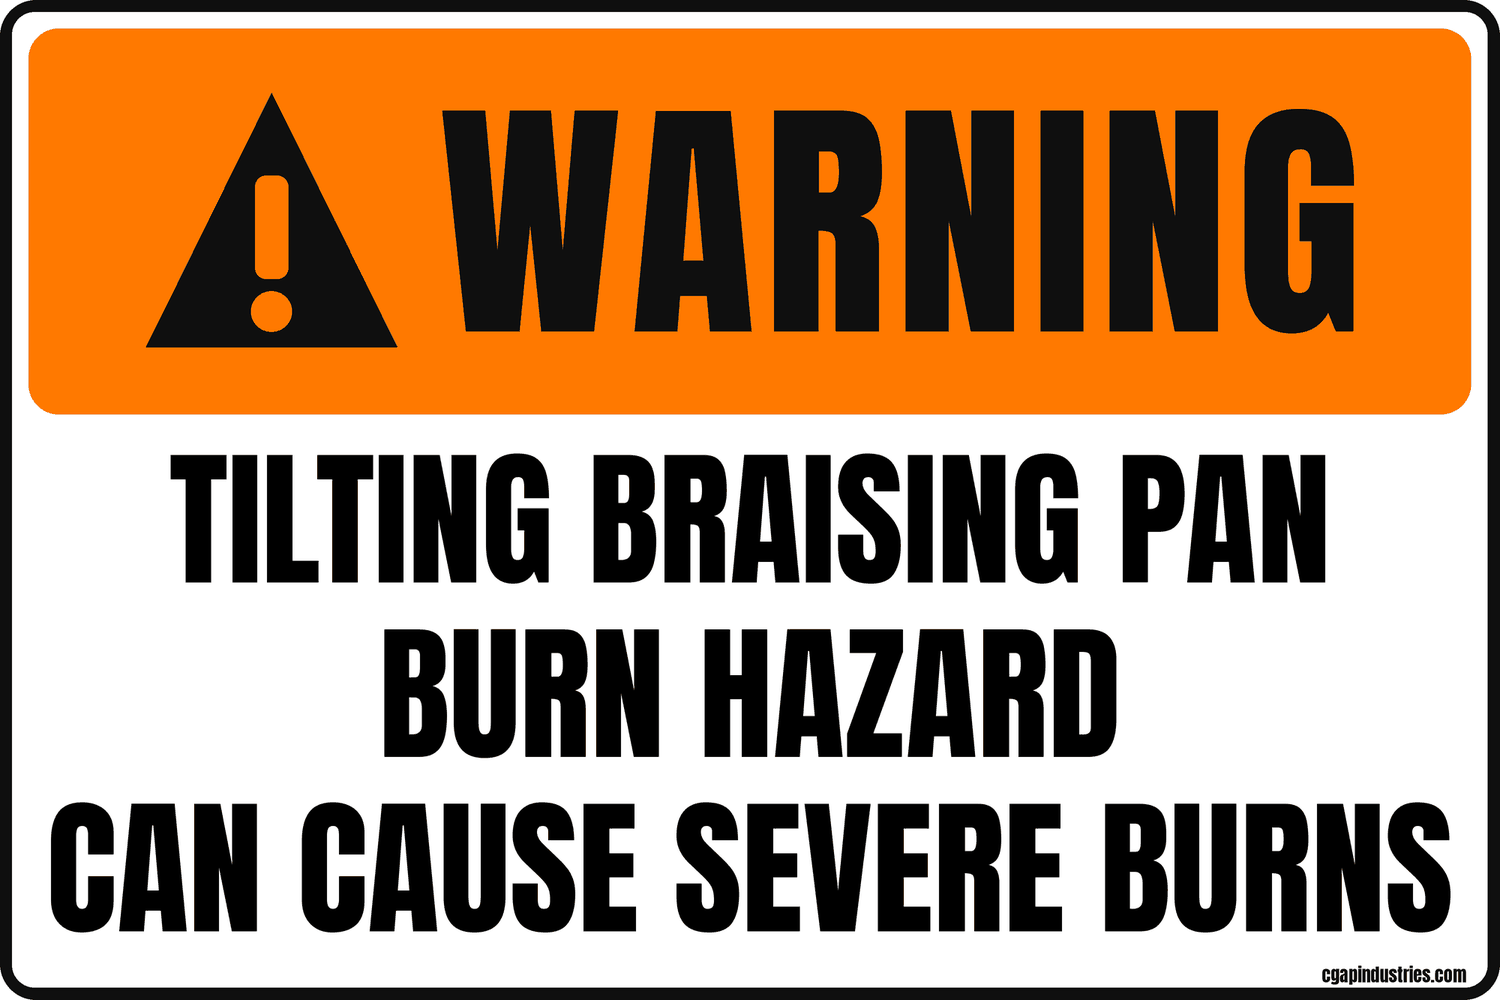 WARNING
TILTING BRAISING PAN
BURN HAZARD
CAN CAUSE SEVERE BURNS
cgapindustries.com